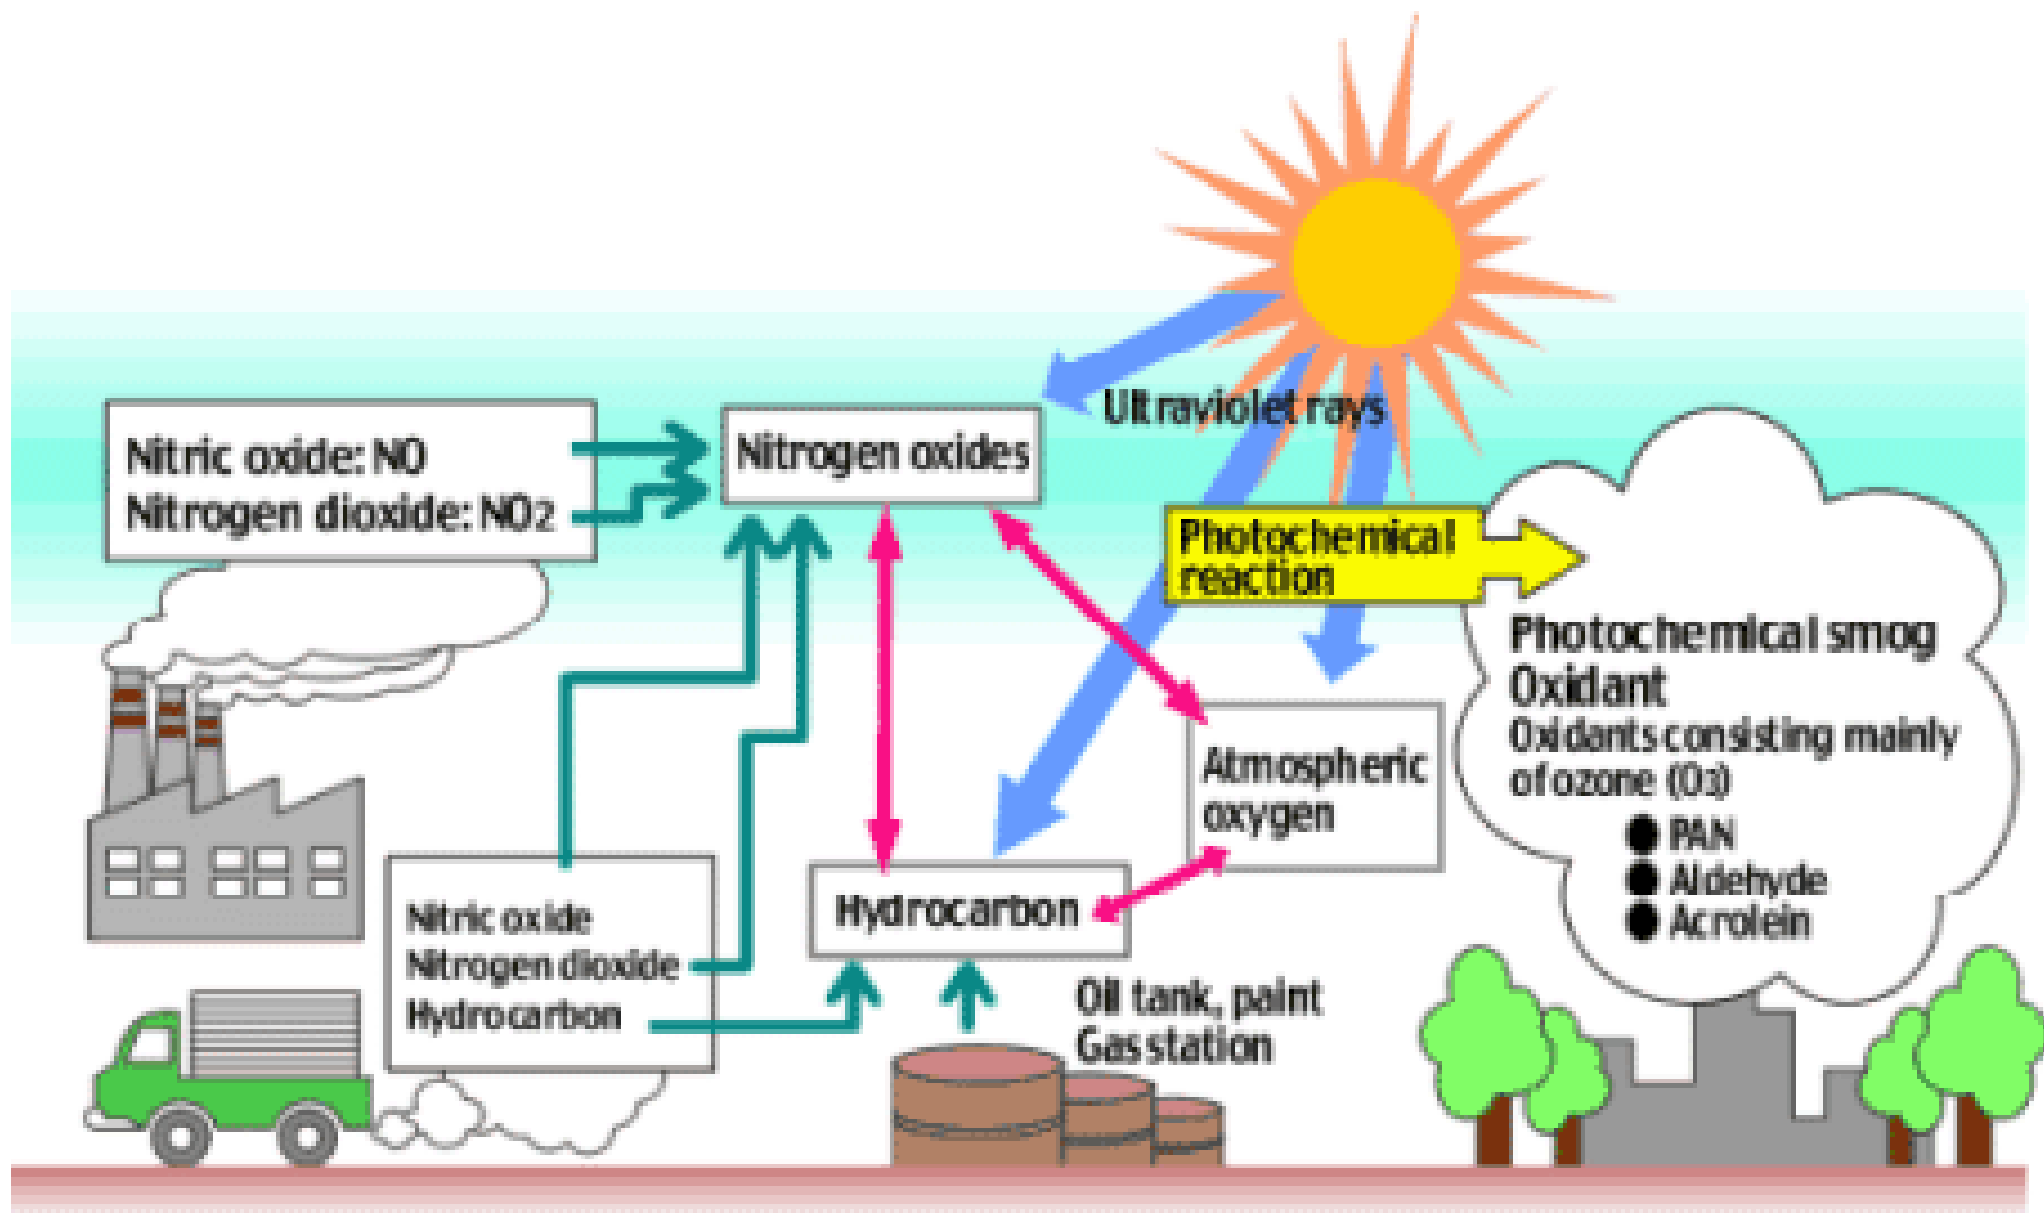 Ultraviolet rays
Nitric oxide: NO
Nitrogen dioxide: NO2
Nitrogen oxides
Photochemical
reaction
Photochemical smog
Oxidant
Oxidants consisting mainly
of ozone (O3)
● PAN
● Aldehyde
● Acrolein
Atmospheric
oxygen
Hydrocarbon
Nitric oxide
Nitrogen dioxide
Hydrocarbon
Oil tank, paint
Gas station